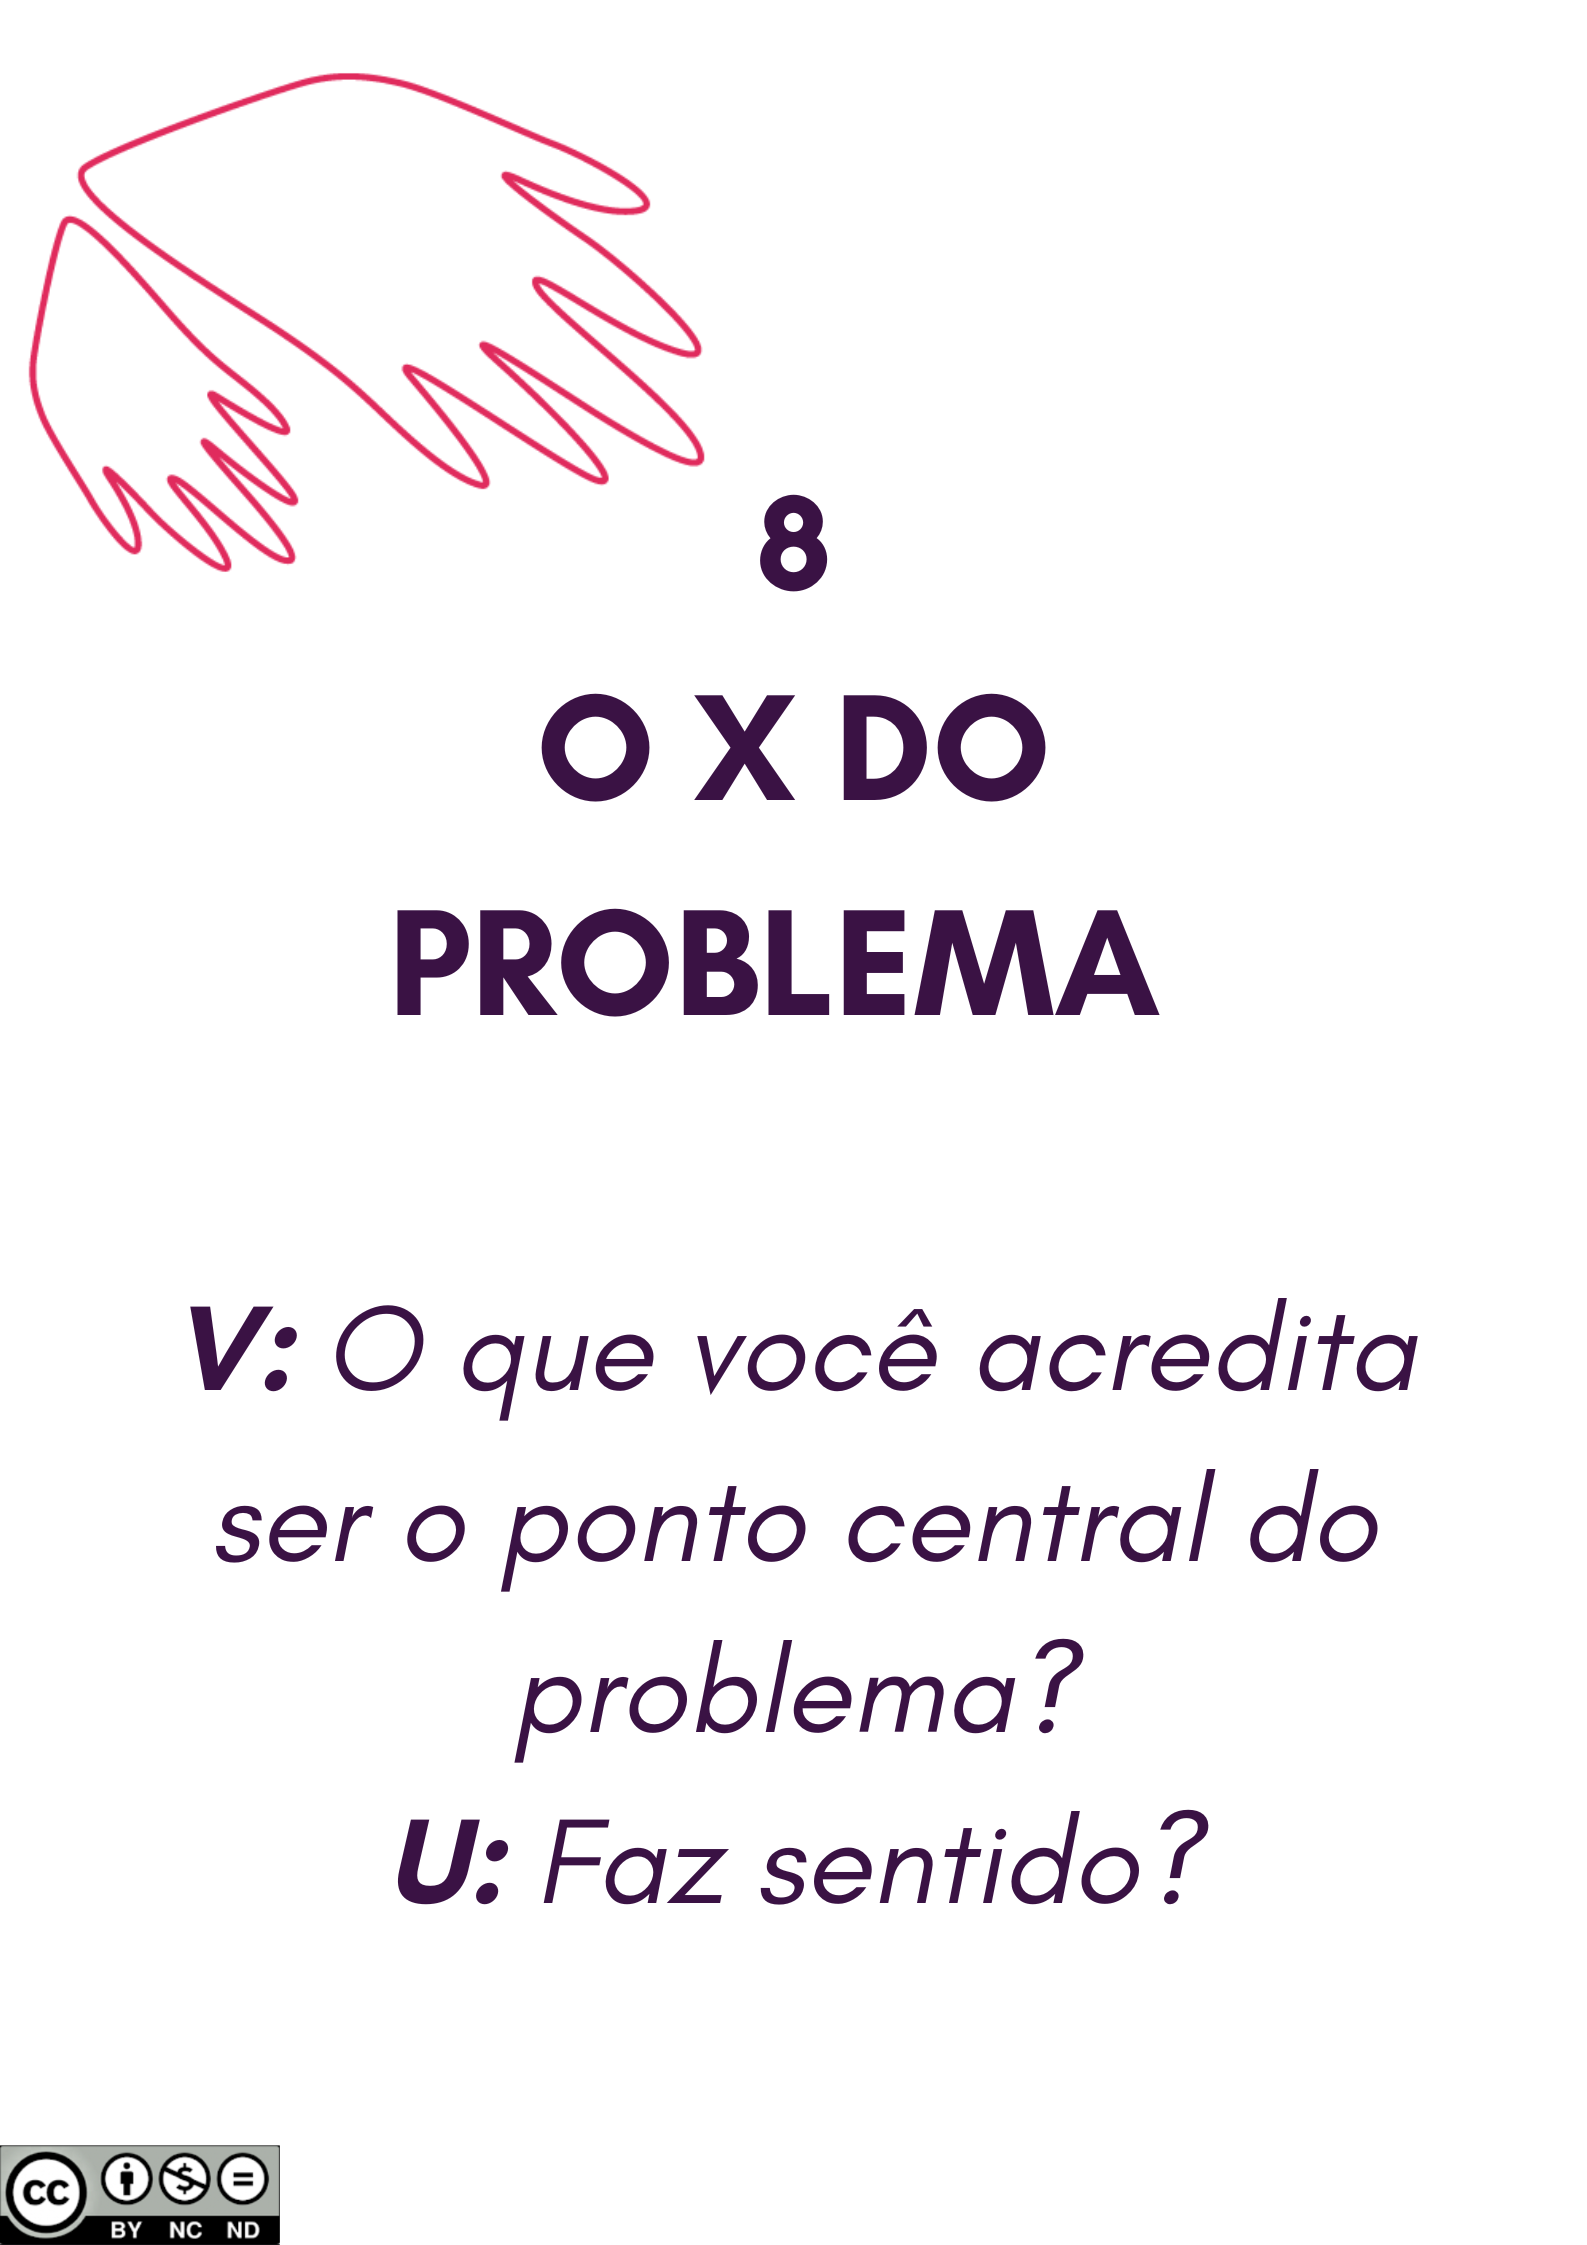 8
O X DO
PROBLEMA
V: O que você acredita
ser o ponto central do
problema?
U: Faz sentido?
cc
BY NC ND